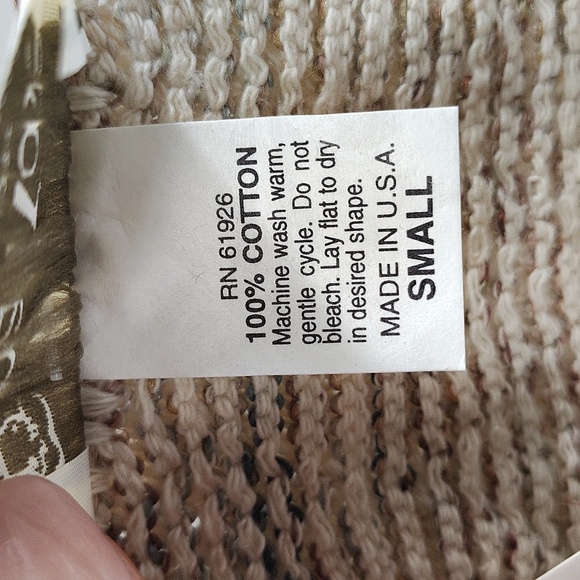 RN 61926
100% COTTON
Machine wash warm,
gentle cycle. Do not
bleach. Lay flat to dry
in desired shape.
MADE IN U.S.A.
SMALL